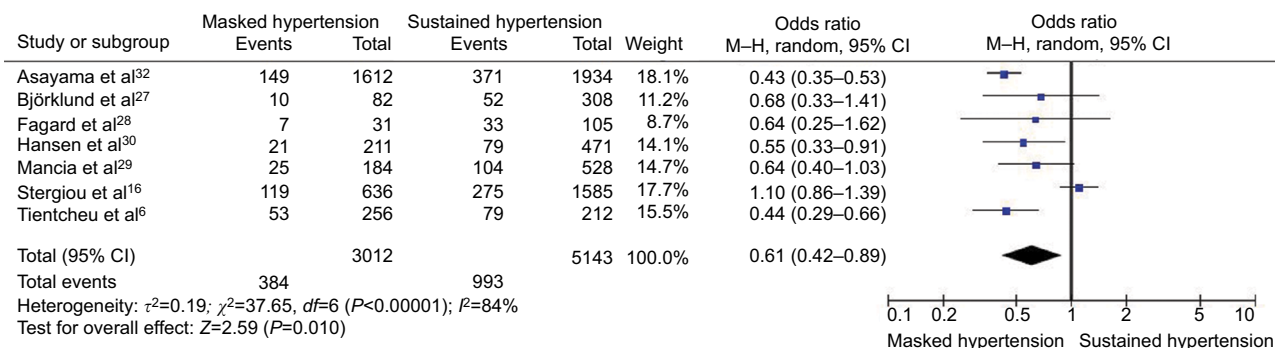 Masked hypertension Sustained hypertension Odds ratio Odds ratio
Study or subgroup Events Total Events Total Weight M–H, random, 95% CI M–H, random, 95% CI
Asayama et al32 149 1612 371 1934 18.1% 0.43 (0.35–0.53)
Björklund et al27 10 82 52 308 11.2% 0.68 (0.33–1.41)
Fagard et al28 7 31 33 105 8.7% 0.64 (0.25–1.62)
Hansen et al30 21 211 79 471 14.1% 0.55 (0.33–0.91)
Mancia et al29 25 184 104 528 14.7% 0.64 (0.40–1.03)
Stergiou et al16 119 636 275 1585 17.7% 1.10 (0.86–1.39)
Tientcheu et al6 53 256 79 212 15.5% 0.44 (0.29–0.66)
Total (95% CI) 3012 5143 100.0% 0.61 (0.42–0.89)
Total events 384 993
Heterogeneity: τ2=0.19; χ2=37.65, df=6 (P<0.00001); I2=84%
Test for overall effect: Z=2.59 (P=0.010)
0.1 0.2 0.5 1 2 5 10
Masked hypertension Sustained hypertension